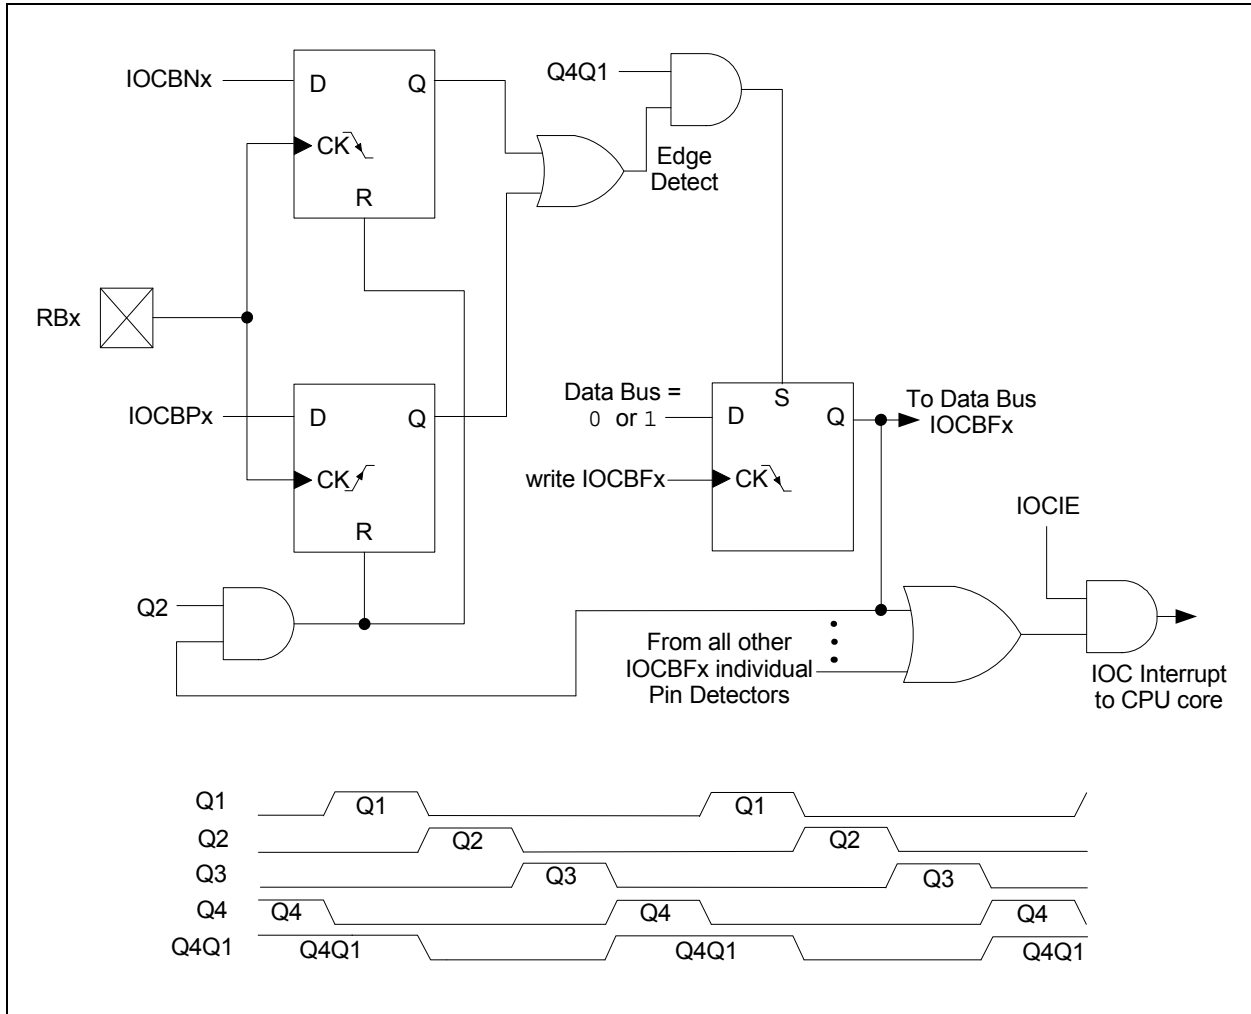 IOCBNx
D
Q
CK
R
Q4Q1
Edge
Detect
RBx
IOCBPx
D
Q
CK
R
Data Bus =
0 or 1
S
D
Q
To Data Bus
IOCBFx
write IOCBFx
CK
IOCIE
Q2
From all other
IOCBFx individual
Pin Detectors
IOC Interrupt
to CPU core
Q1
Q1
Q1
Q2
Q2
Q2
Q3
Q3
Q3
Q4
Q4
Q4
Q4
Q4Q1
Q4Q1
Q4Q1
Q4Q1